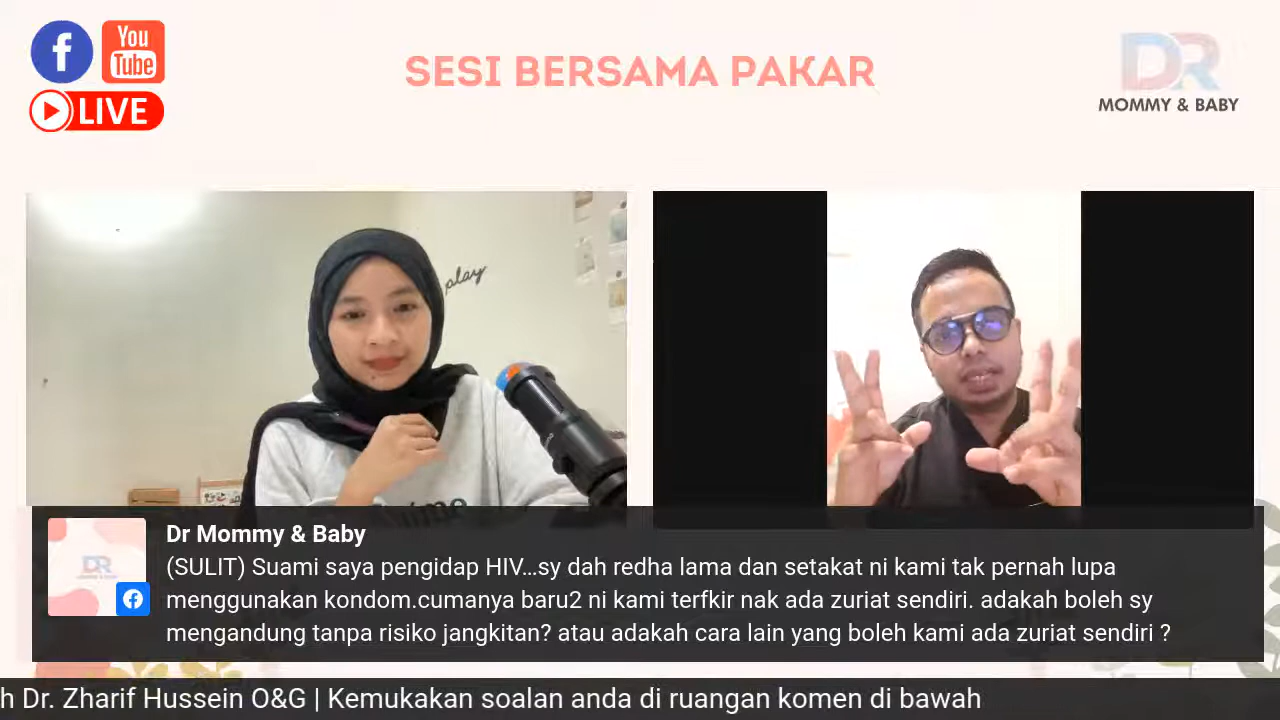 f
You
Tube
LIVE
SESI BERSAMA PAKAR
DR
MOMMY & BABY
play
Dr Mommy & Baby
(SULIT) Suami saya pengidap HIV...sy dah redha lama dan setakat ni kami tak pernah lupa
menggunakan kondom.cumanya baru2 ni kami terfkir nak ada zuriat sendiri. adakah boleh sy
mengandung tanpa risiko jangkitan? atau adakah cara lain yang boleh kami ada zuriat sendiri ?
h Dr. Zharif Hussein O&G | Kemukakan soalan anda di ruangan komen di bawah